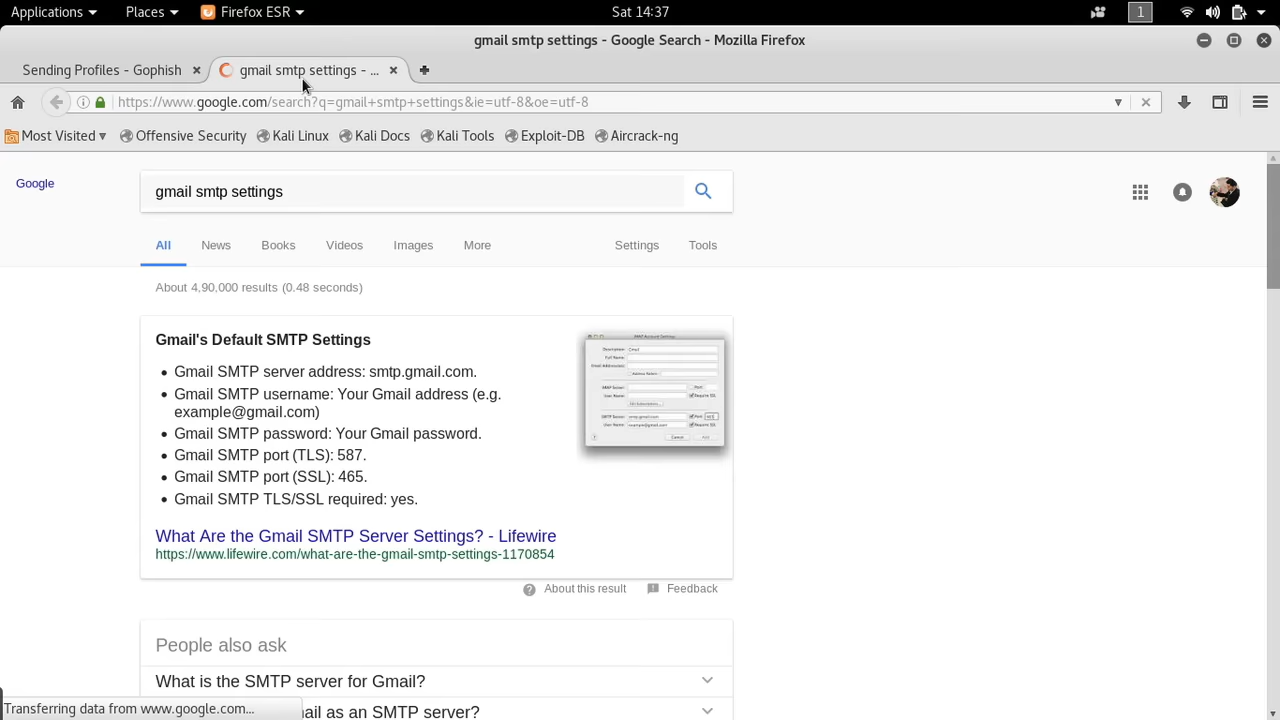 Applications Places Firefox ESR Sat 14:37 1
gmail smtp settings - Google Search - Mozilla Firefox
Sending Profiles - Gophish gmail smtp settings - ...
https://www.google.com/search?q=gmail+smtp+settings&ie=utf-8&oe=utf-8
Most Visited Offensive Security Kali Linux Kali Docs Kali Tools Exploit-DB Aircrack-ng
Google
gmail smtp settings
All News Books Videos Images More Settings Tools
About 4,90,000 results (0.48 seconds)
Gmail's Default SMTP Settings
Gmail SMTP server address: smtp.gmail.com.
Gmail SMTP username: Your Gmail address (e.g.
example@gmail.com)
Gmail SMTP password: Your Gmail password.
Gmail SMTP port (TLS): 587.
Gmail SMTP port (SSL): 465.
Gmail SMTP TLS/SSL required: yes.
What Are the Gmail SMTP Server Settings? - Lifewire
https://www.lifewire.com/what-are-the-gmail-smtp-settings-1170854
About this result Feedback
People also ask
What is the SMTP server for Gmail?
ail as an SMTP server?
Transferring data from www.google.com...